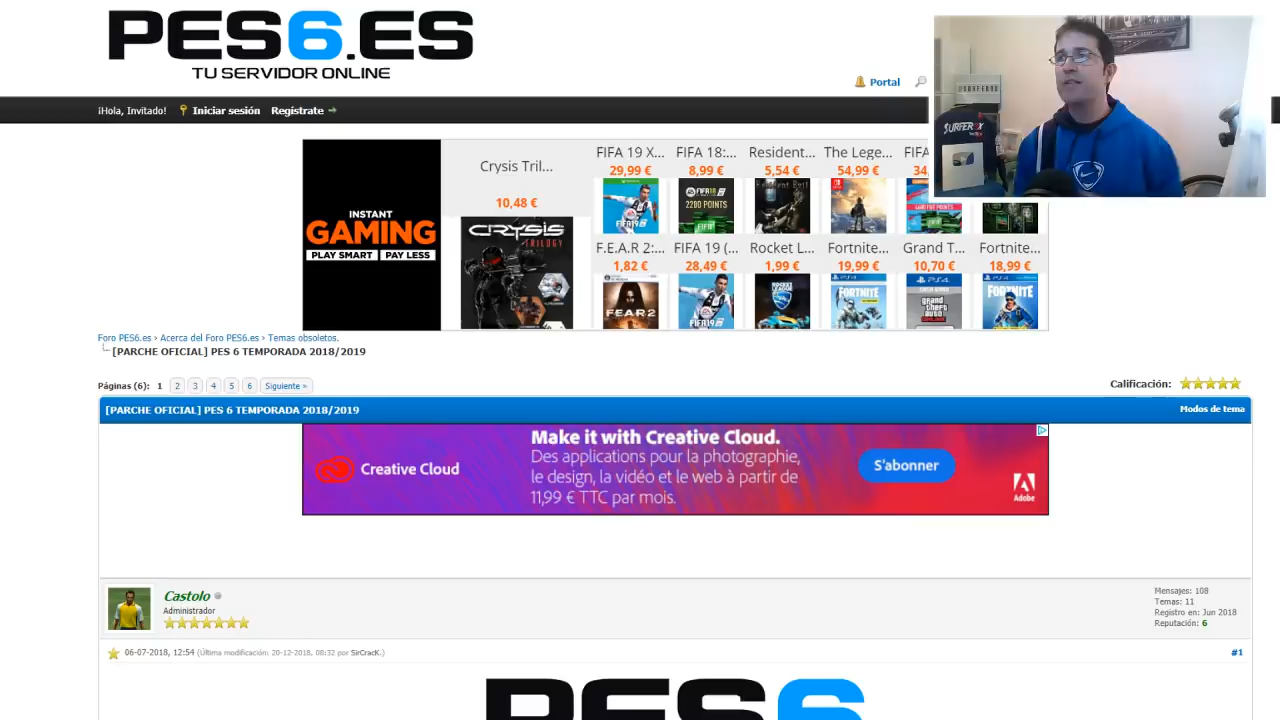 PES6.ES
TU SERVIDOR ONLINE
Portal
¡Hola, Invitado! Iniciar sesión Regístrate
INSTANT
GAMING
PLAY SMART PAY LESS
Crysis Tril...
10,48 €
CRYSIS
TRILOGY
FIFA 19 X... FIFA 18:... Resident... The Lege... FIFA
29,99 € 8,99 € 5,54 € 54,99 € 34,
F.E.A.R 2:... FIFA 19 (... Rocket L... Fortnite... Grand T... Fortnite...
1,82 € 28,49 € 1,99 € 19,99 € 10,70 € 18,99 €
SURFER
Foro PES6.es › Acerca del Foro PES6.es › Temas obsoletos.
[PARCHE OFICIAL] PES 6 TEMPORADA 2018/2019
Páginas (6): 1 2 3 4 5 6 Siguiente »
Calificación:
[PARCHE OFICIAL] PES 6 TEMPORADA 2018/2019
Modos de tema
Make it with Creative Cloud.
Des applications pour la photographie,
le design, la vidéo et le web à partir de
11,99 € TTC par mois.
Creative Cloud
S'abonner
Adobe
Castolo
Administrador
Mensajes: 108
Temas: 11
Registro en: Jun 2018
Reputación: 6
06-07-2018, 12:54 (Última modificación: 20-12-2018, 08:32 por SirCracK.)
#1
PES6